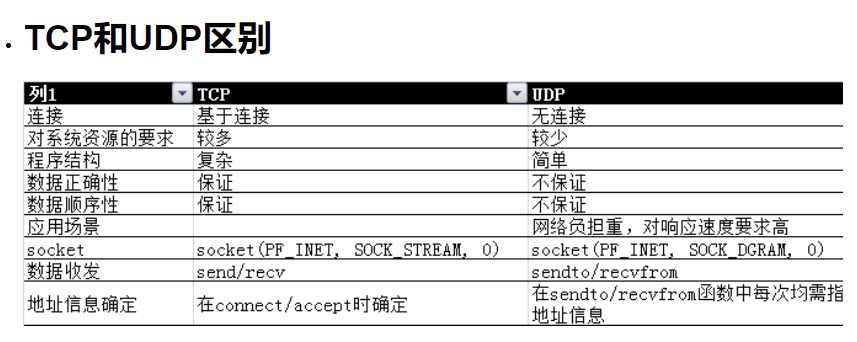 • TCP和UDP区别
列1 TCP UDP
连接 基于连接 无连接
对系统资源的要求 较多 较少
程序结构 复杂 简单
数据正确性 保证 不保证
数据顺序性 保证 不保证
应用场景 网络负担重，对响应速度要求高
socket socket(PF_INET, SOCK_STREAM, 0) socket(PF_INET, SOCK_DGRAM, 0)
数据收发 send/recv sendto/recvfrom
地址信息确定 在connect/accept时确定 在sendto/recvfrom函数中每次均需指
地址信息